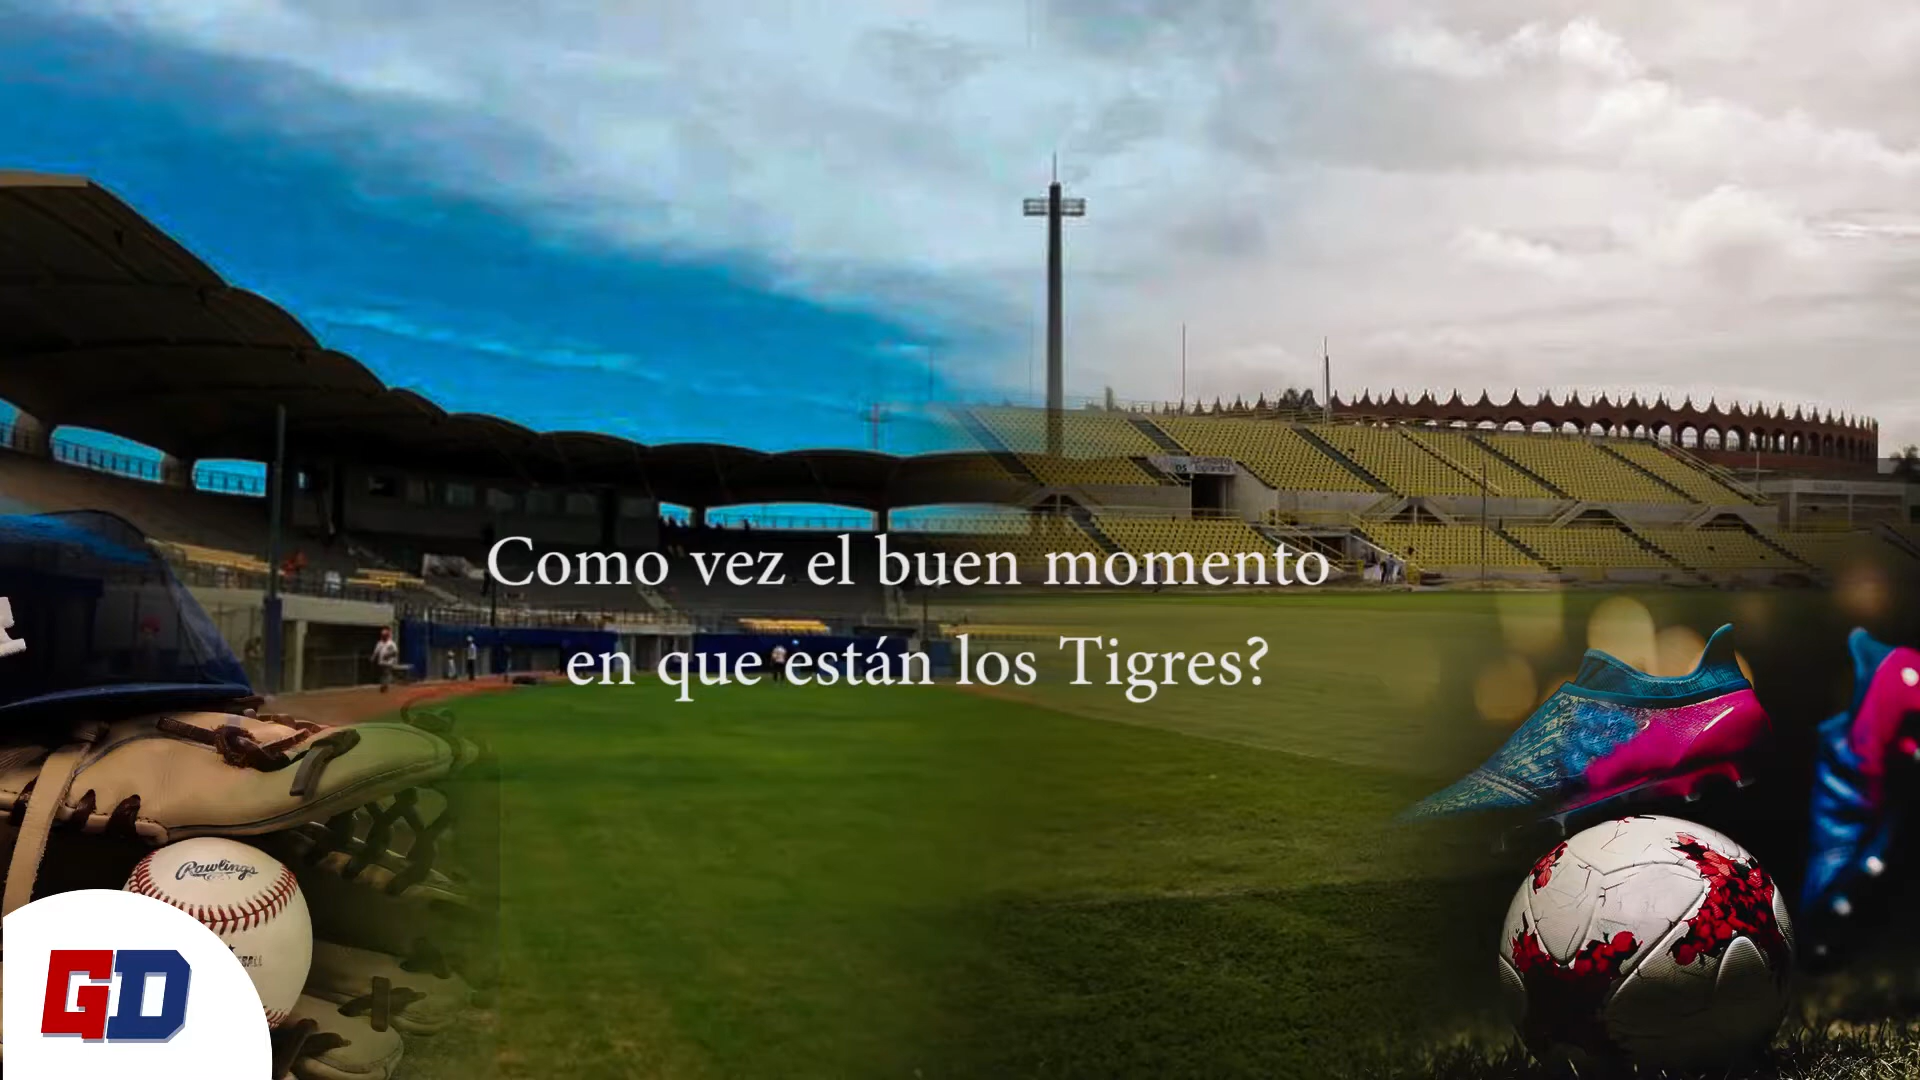 Como vez el buen momento
en que están los Tigres?
Rawlings
GD